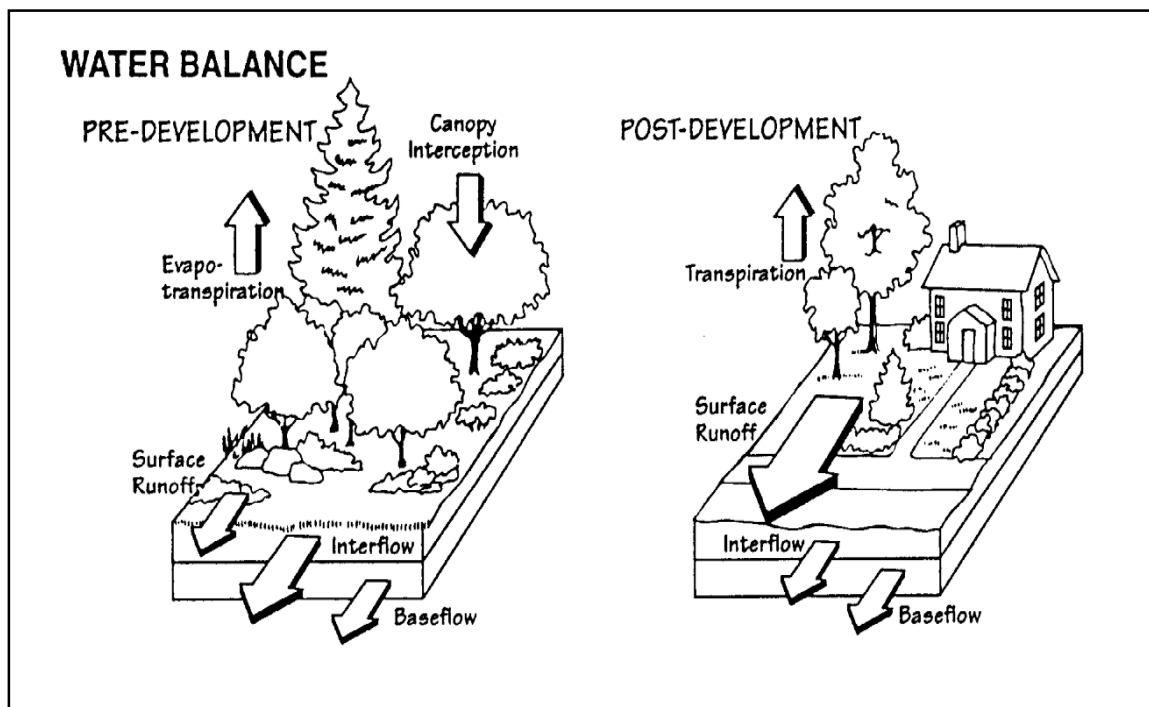 WATER BALANCE
PRE-DEVELOPMENT
Canopy
Interception
Evapo-
transpiration
Surface
Runoff
Interflow
Baseflow
POST-DEVELOPMENT
Transpiration
Surface
Runoff
Interflow
Baseflow